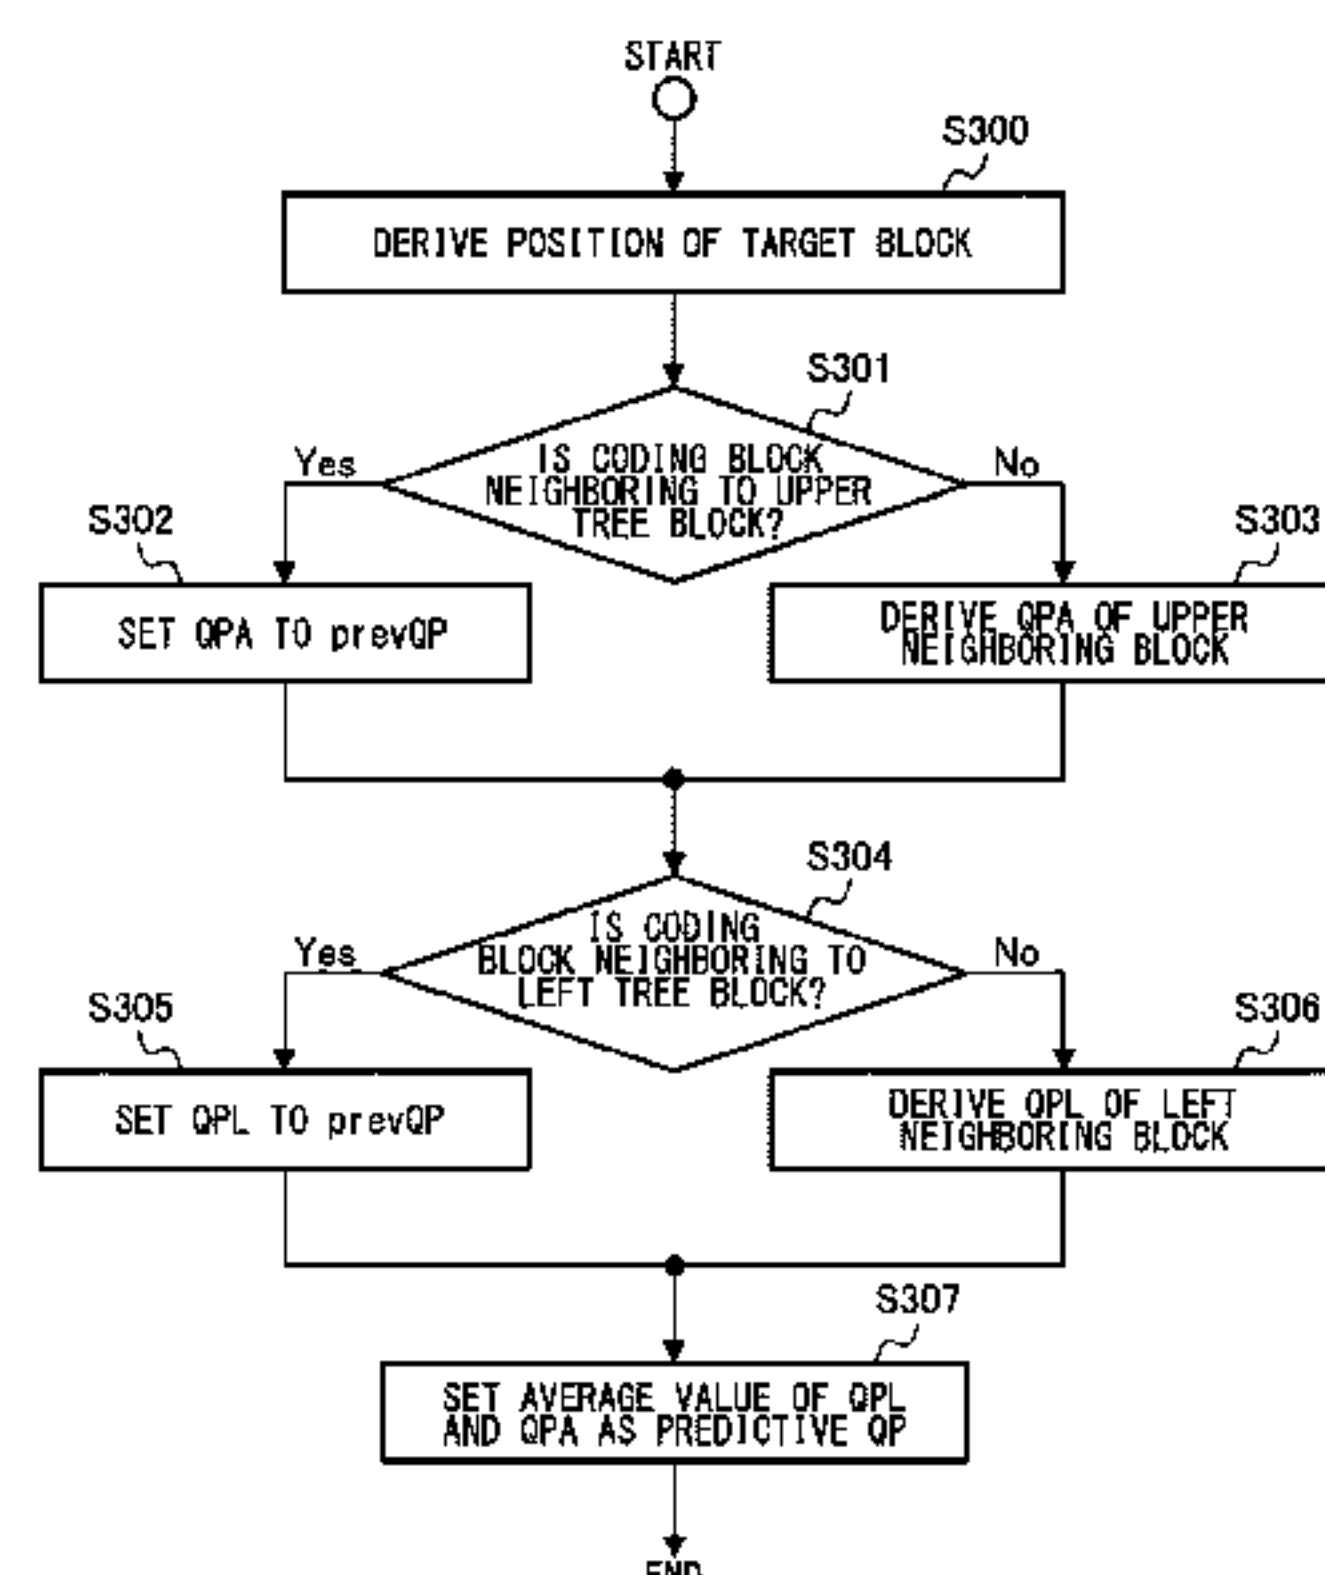 START
S300
DERIVE POSITION OF TARGET BLOCK
S301
IS CODING BLOCK
NEIGHBORING TO UPPER
TREE BLOCK?
Yes
No
S302
S303
SET QPA TO prevQP
DERIVE QPA OF UPPER
NEIGHBORING BLOCK
S304
IS CODING
BLOCK NEIGHBORING TO
LEFT TREE BLOCK?
Yes
No
S305
S306
SET QPL TO prevQP
DERIVE QPL OF LEFT
NEIGHBORING BLOCK
S307
SET AVERAGE VALUE OF QPL
AND QPA AS PREDICTIVE QP
END